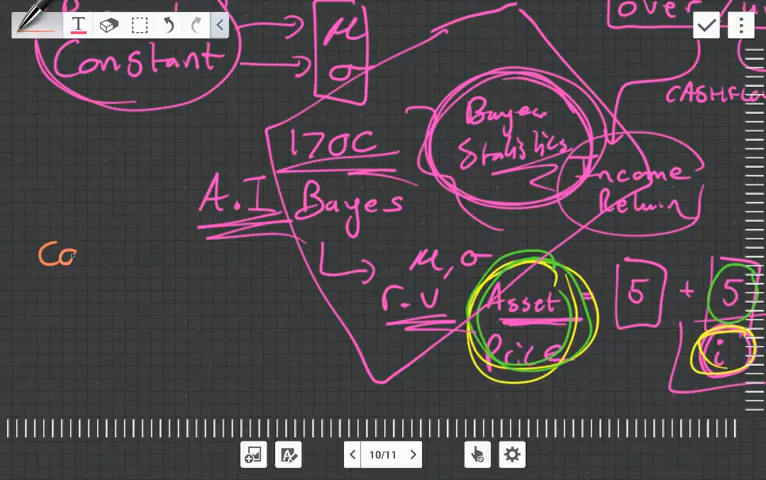 over
Constant
μ
σ
CASHFLO
170C
Bayes
Statistics
Income
Return
A.I Bayes
Co
μ, σ
r.v Asset = 5 + 5
Price i
T
10/11